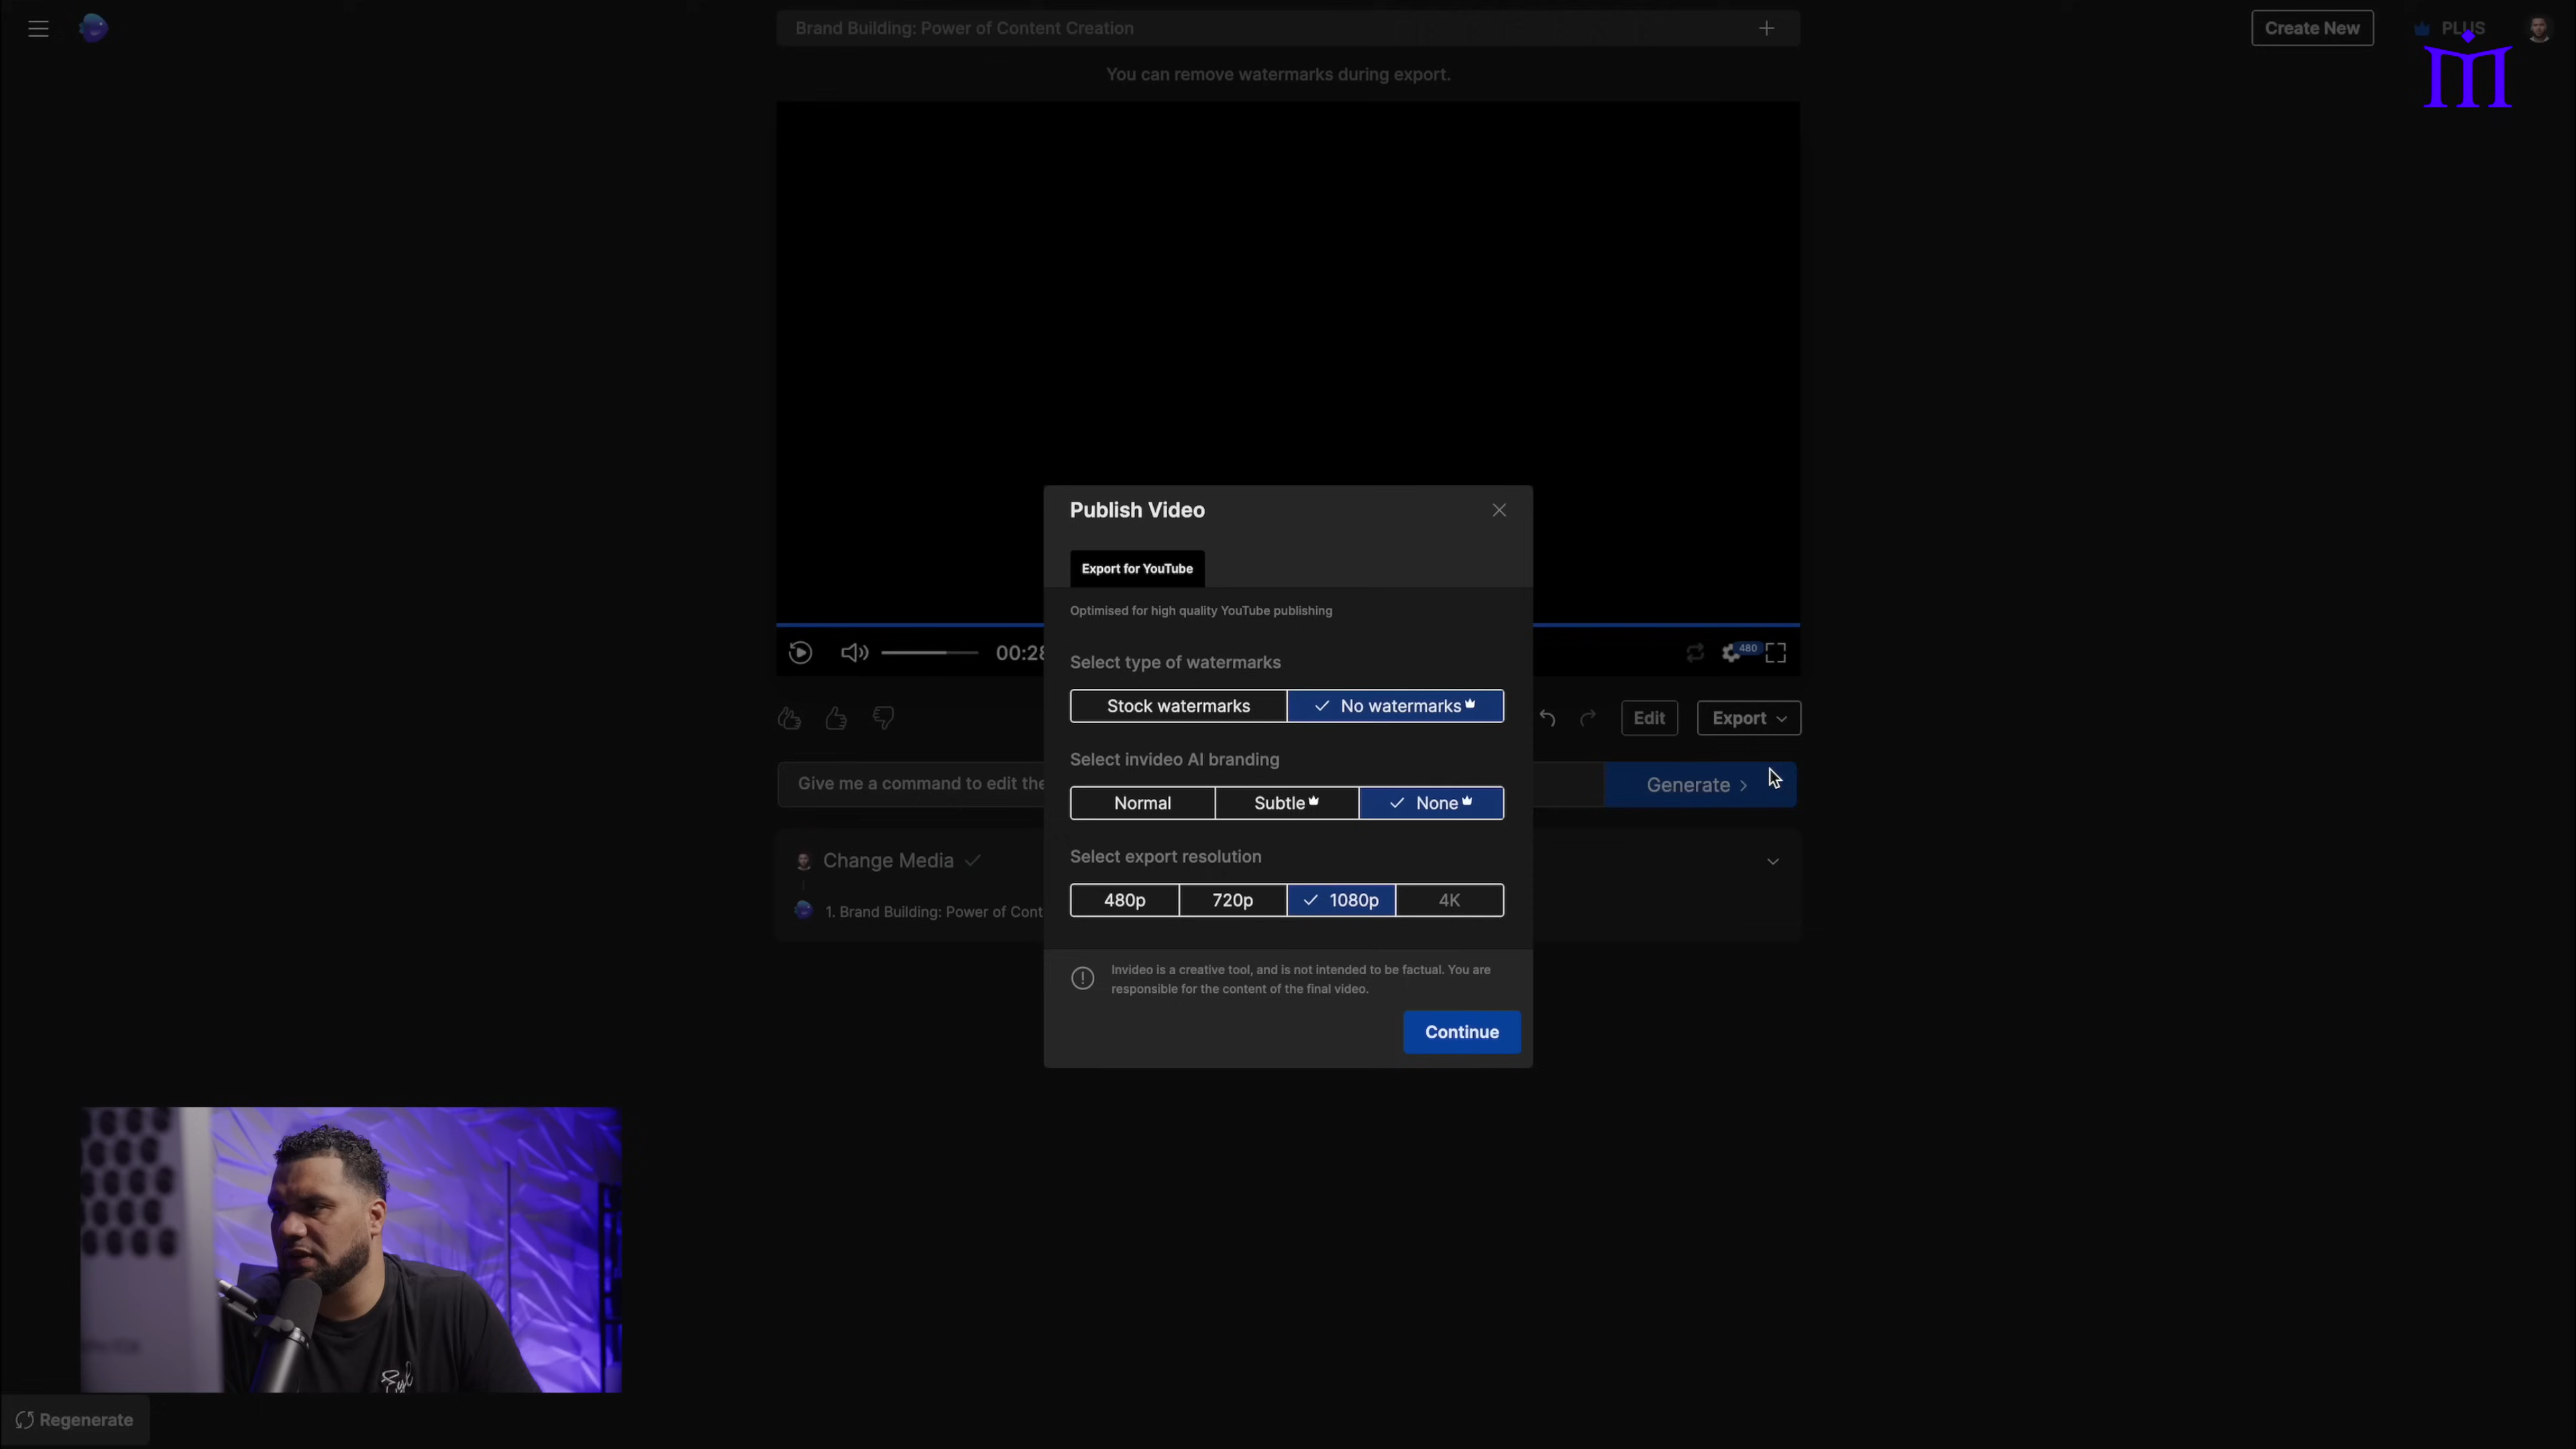 Brand Building: Power of Content Creation
Create New
PLUS
You can remove watermarks during export.
Publish Video
Export for YouTube
Optimised for high quality YouTube publishing
00:28
480
Select type of watermarks
Stock watermarks
No watermarks
Edit
Export
Select invideo AI branding
Give me a command to edit the
Generate
Normal
Subtle
None
Select export resolution
Change Media
480p
720p
1080p
4K
1. Brand Building: Power of Cont
Invideo is a creative tool, and is not intended to be factual. You are
responsible for the content of the final video.
Continue
Regenerate